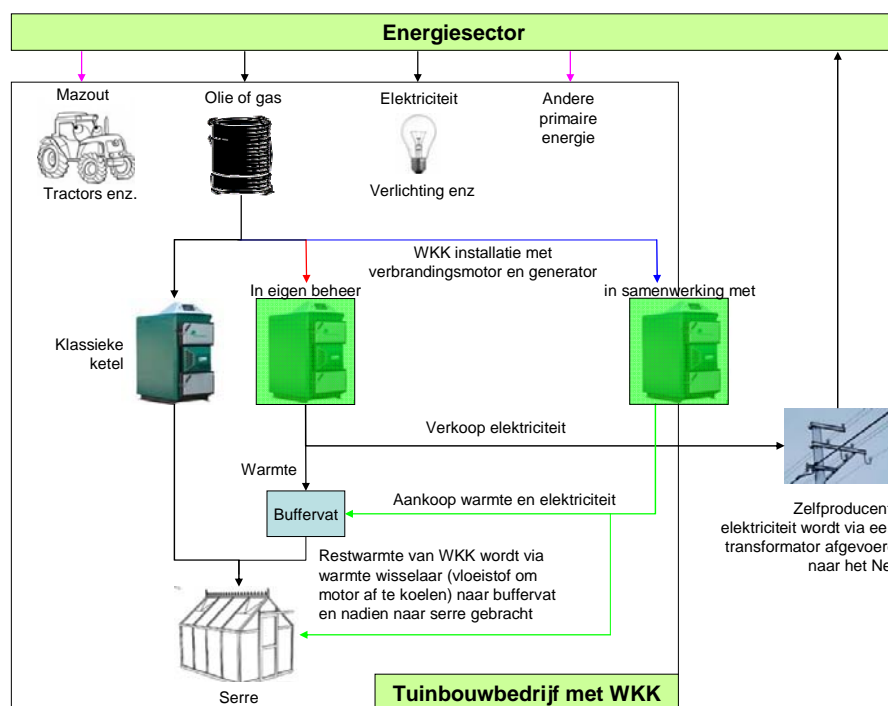 Energiesector
Mazout
Olie of gas
Elektriciteit
Andere
primaire
energie
Tractors enz.
Verlichting enz
WKK installatie met
verbrandingsmotor en generator
In eigen beheer
in samenwerking met
Klassieke
ketel
Verkoop elektriciteit
Warmte
Buffervat
Aankoop warmte en elektriciteit
Zelfproducent
elektriciteit wordt via ee
transformator afgevoer
naar het Ne
Restwarmte van WKK wordt via
warmte wisselaar (vloeistof om
motor af te koelen) naar buffervat
en nadien naar serre gebracht
Serre
Tuinbouwbedrijf met WKK